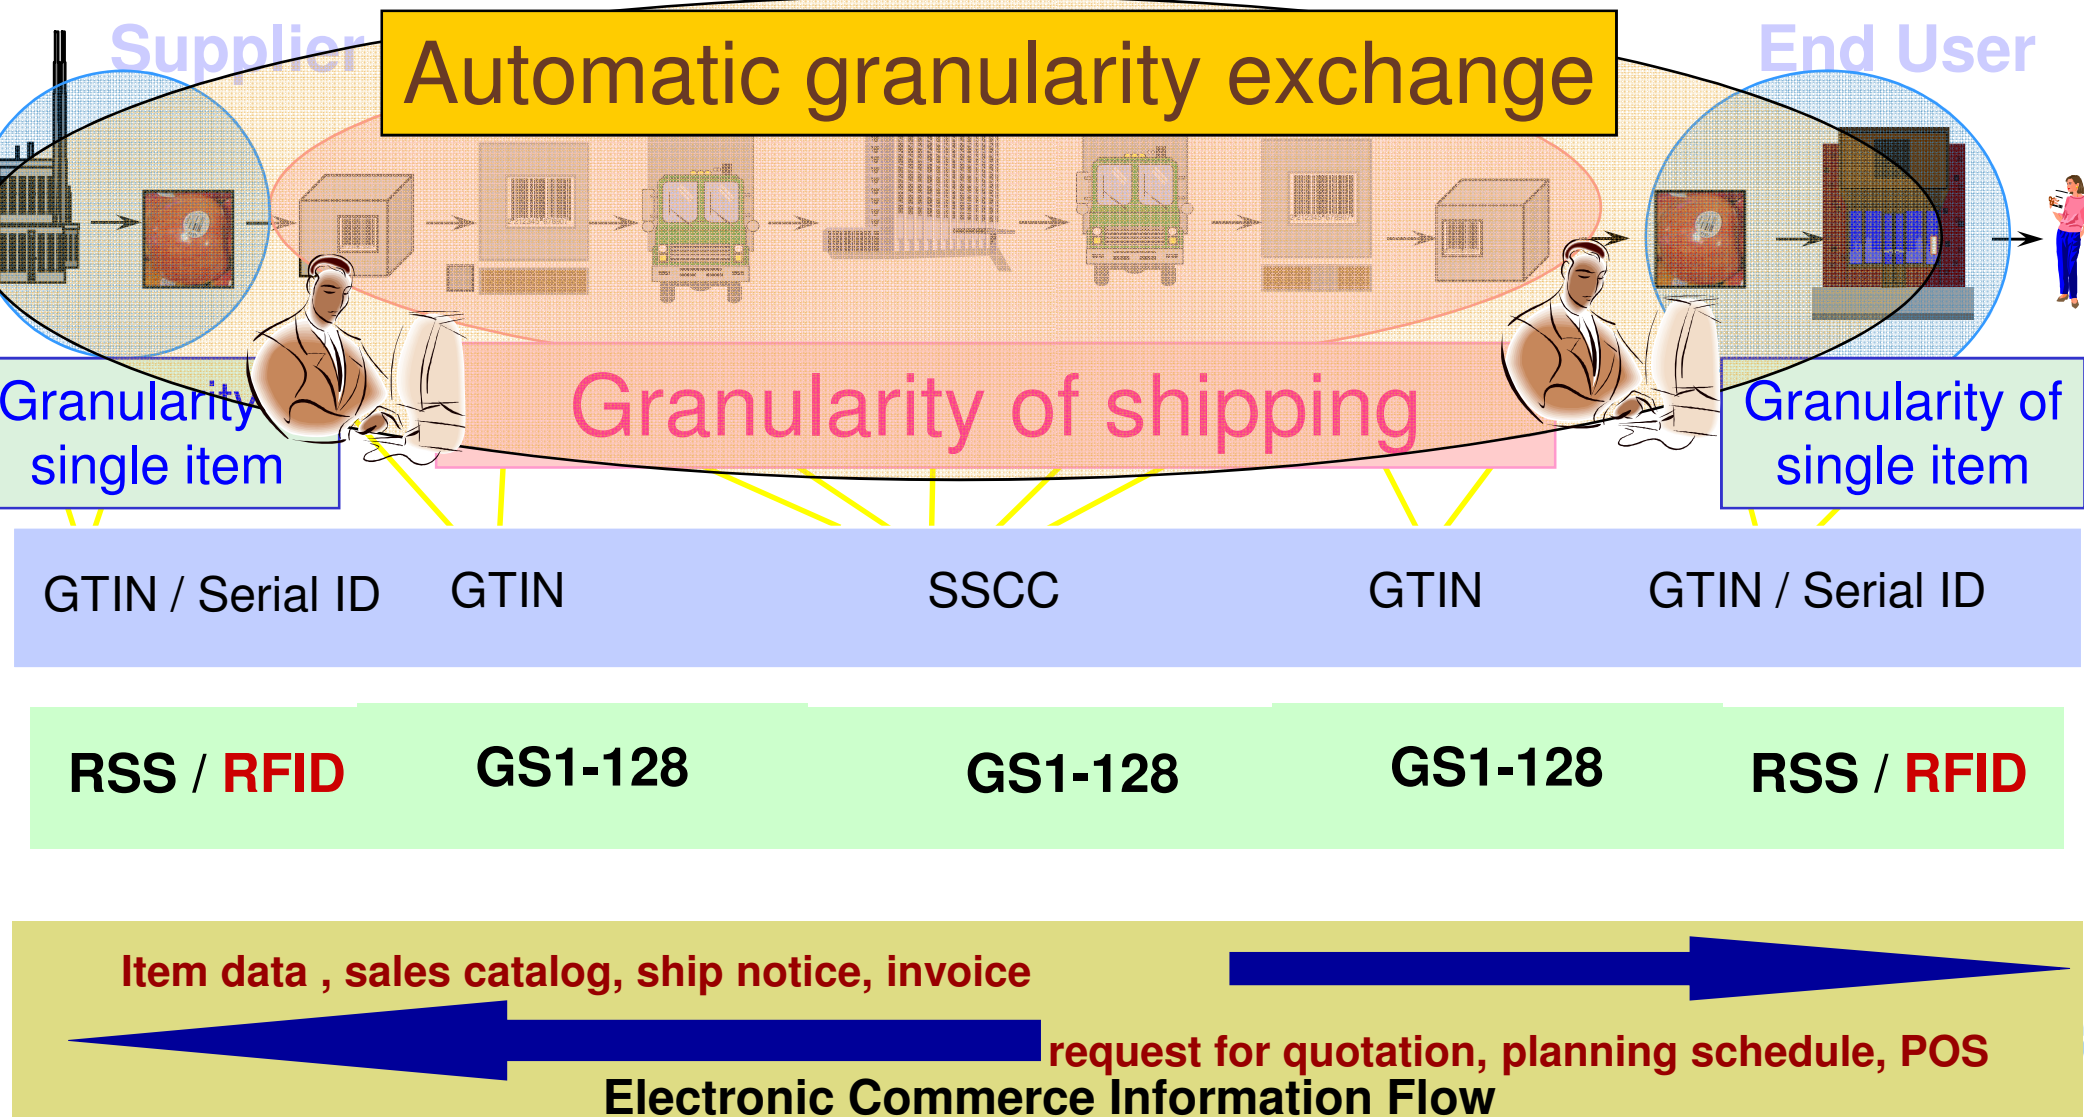 Supplier
End User
Automatic granularity exchange
Granularity
single item
Granularity of shipping
Granularity of
single item
GTIN / Serial ID GTIN SSCC GTIN GTIN / Serial ID
RSS / RFID GS1-128 GS1-128 GS1-128 RSS / RFID
Item data , sales catalog, ship notice, invoice
request for quotation, planning schedule, POS
Electronic Commerce Information Flow